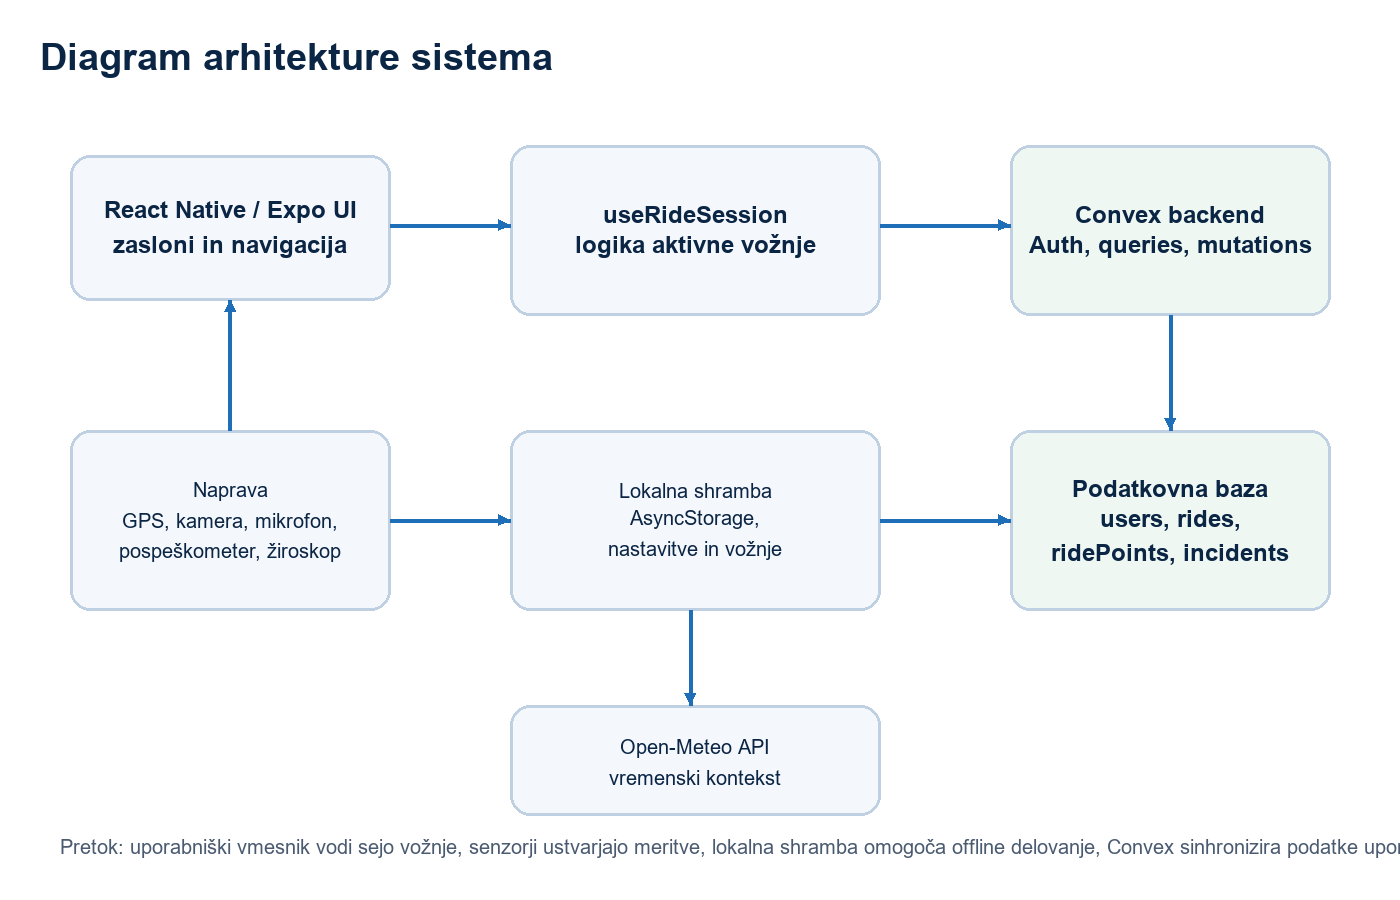 Diagram arhitekture sistema
React Native / Expo UI
zasloni in navigacija
useRideSession
logika aktivne vožnje
Convex backend
Auth, queries, mutations
Naprava
GPS, kamera, mikrofon,
pospeškometer, žiroskop
Lokalna shramba
AsyncStorage,
nastavitve in vožnje
Podatkovna baza
users, rides,
ridePoints, incidents
Open-Meteo API
vremenski kontekst
Pretok: uporabniški vmesnik vodi sejo vožnje, senzorji ustvarjajo meritve, lokalna shramba omogoča offline delovanje, Convex sinhronizira podatke